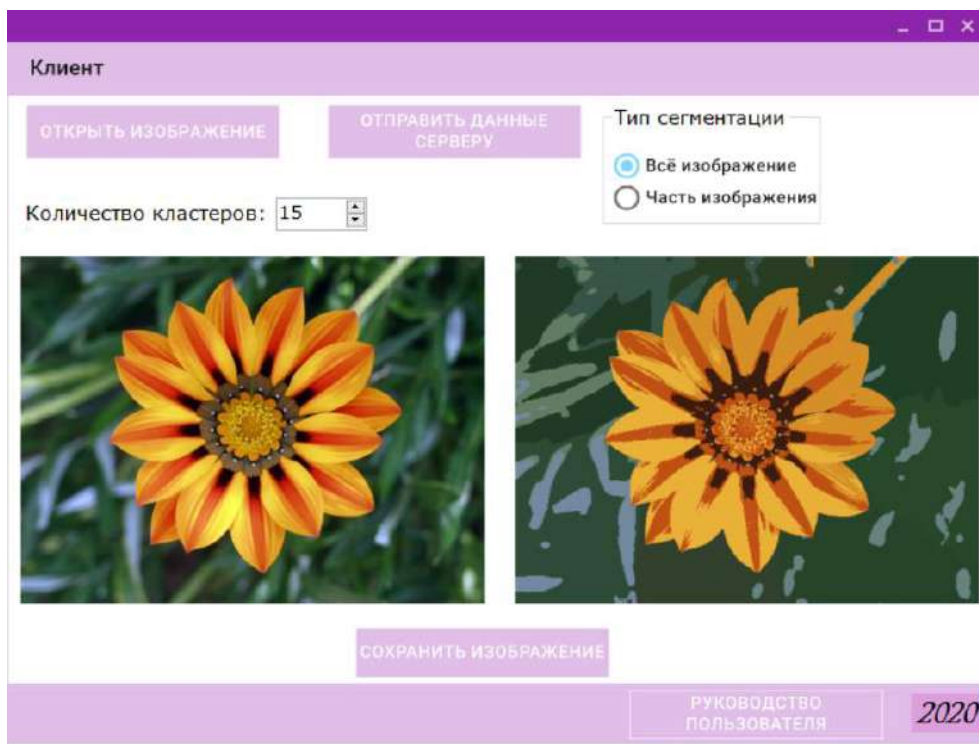 Клиент
ОТКРЫТЬ ИЗОБРАЖЕНИЕ
ОТПРАВИТЬ ДАННЫЕ
СЕРВЕРУ
Тип сегментации
Всё изображение
Часть изображения
Количество кластеров: 15
СОХРАНИТЬ ИЗОБРАЖЕНИЕ
РУКОВОДСТВО
ПОЛЬЗОВАТЕЛЯ
2020